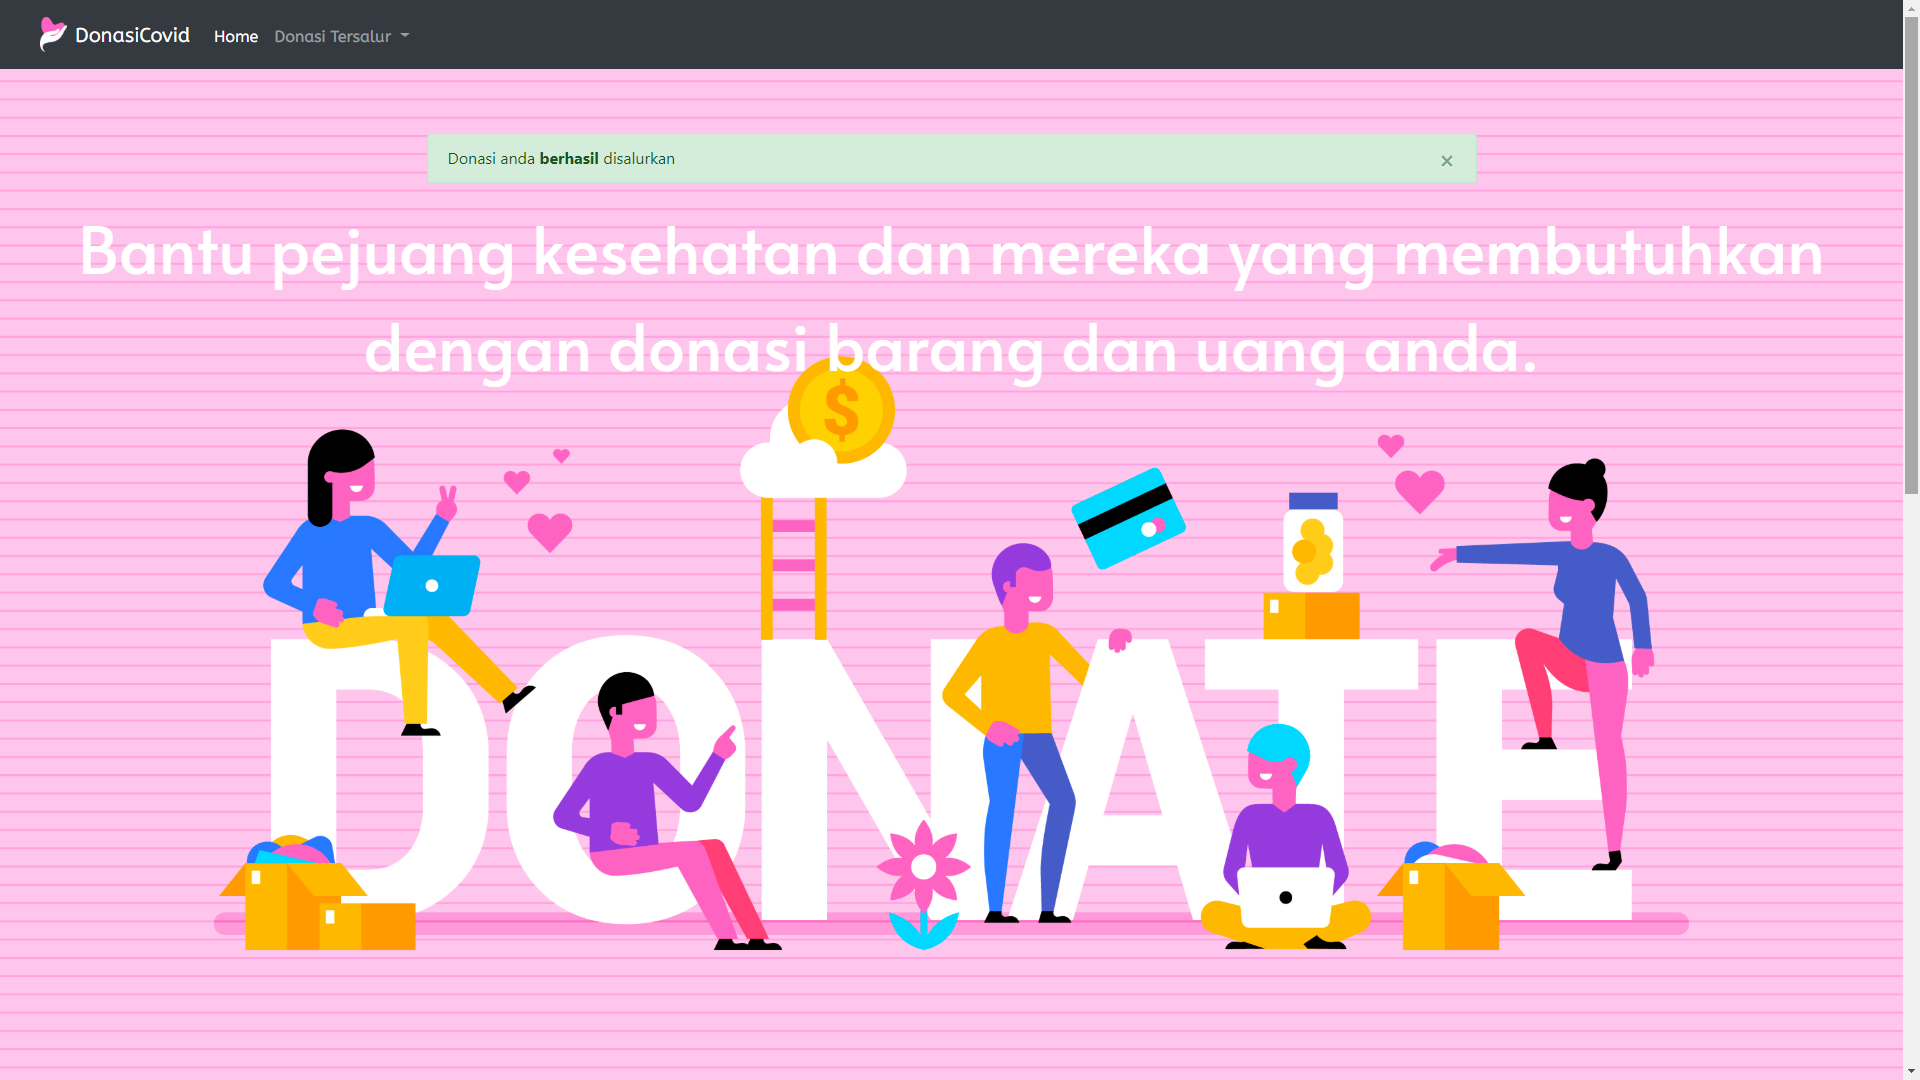 DonasiCovid Home Donasi Tersalur
Donasi anda berhasil disalurkan ×
Bantu pejuang kesehatan dan mereka yang membutuhkan
dengan donasi barang dan uang anda.
$
DONATE